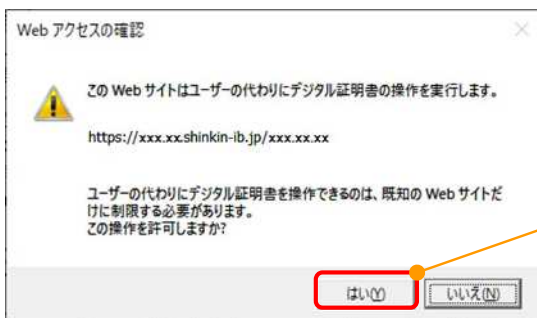 Web アクセスの確認
この Web サイトはユーザーの代わりにデジタル証明書の操作を実行します。
https://xxx.xx.shinkin-ib.jp/xxx.xx.xx
ユーザーの代わりにデジタル証明書を操作できるのは、既知の Web サイトだ
けに制限する必要があります。
この操作を許可しますか?
はい(Y)
いいえ(N)